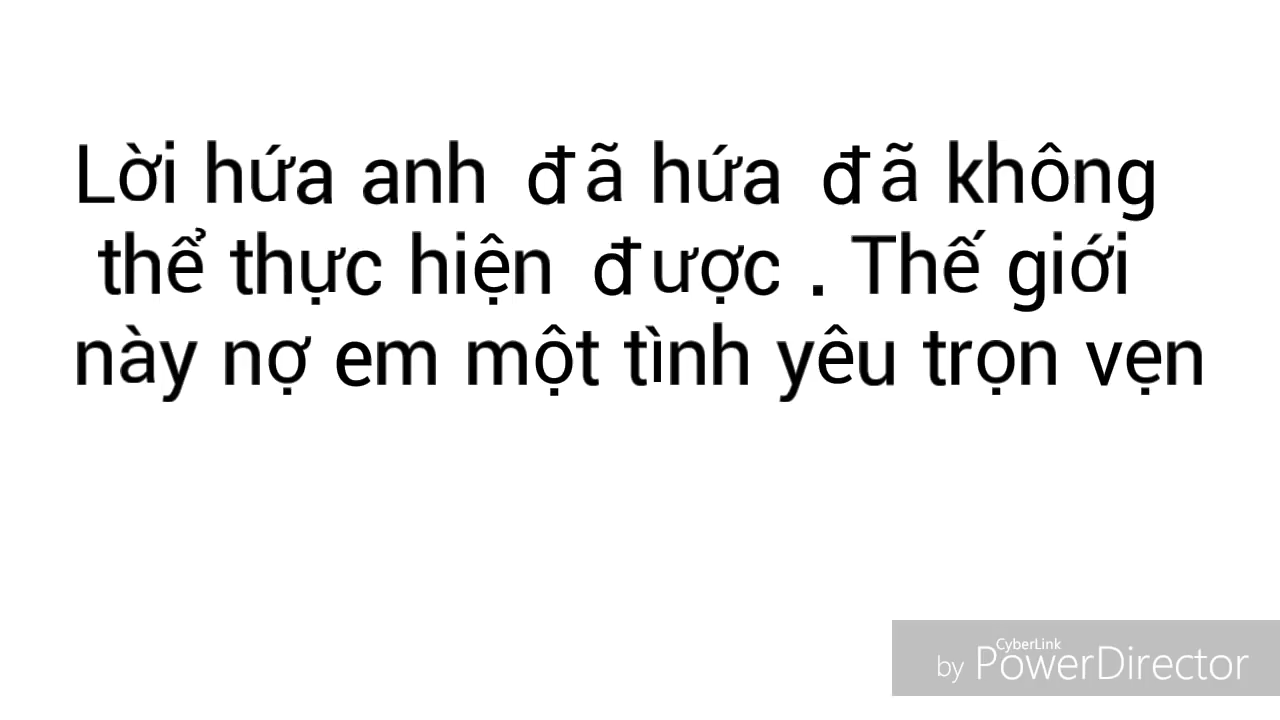 Lời hứa anh đã hứa đã không
thể thực hiện được . Thế giới
này nợ em một tình yêu trọn vẹn
CyberLink
by PowerDirector